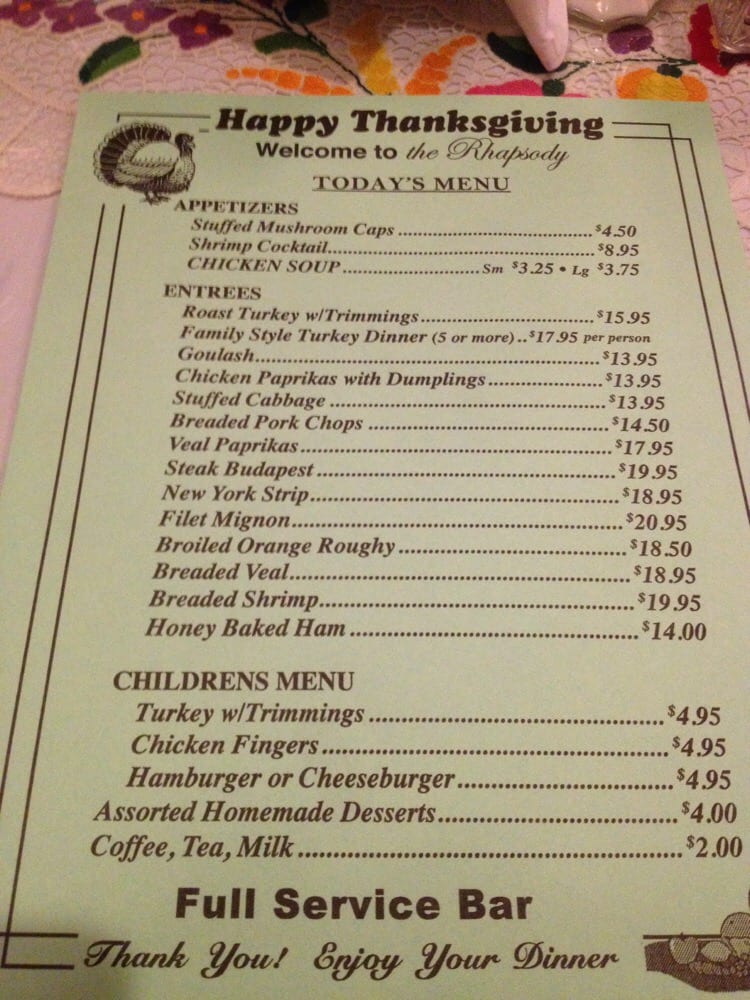 Happy Thanksgiving
Welcome to the Rhapsody
TODAY'S MENU
APPETIZERS
Stuffed Mushroom Caps ..............................$4.50
Shrimp Cocktail..........................................$8.95
CHICKEN SOUP.........................Sm $3.25 • Lg $3.75
ENTREES
Roast Turkey w/Trimmings..........................$15.95
Family Style Turkey Dinner (5 or more)..$17.95 per person
Goulash.....................................................$13.95
Chicken Paprikas with Dumplings.................$13.95
Stuffed Cabbage .........................................$13.95
Breaded Pork Chops ...................................$14.50
Veal Paprikas..............................................$17.95
Steak Budapest ...........................................$19.95
New York Strip............................................$18.95
Filet Mignon...............................................$20.95
Broiled Orange Roughy ...............................$18.50
Breaded Veal...............................................$18.95
Breaded Shrimp...........................................$19.95
Honey Baked Ham ......................................$14.00
CHILDRENS MENU
Turkey w/Trimmings ....................................$4.95
Chicken Fingers...........................................$4.95
Hamburger or Cheeseburger..........................$4.95
Assorted Homemade Desserts.........................$4.00
Coffee, Tea, Milk ..........................................$2.00
Full Service Bar
Thank You! Enjoy Your Dinner